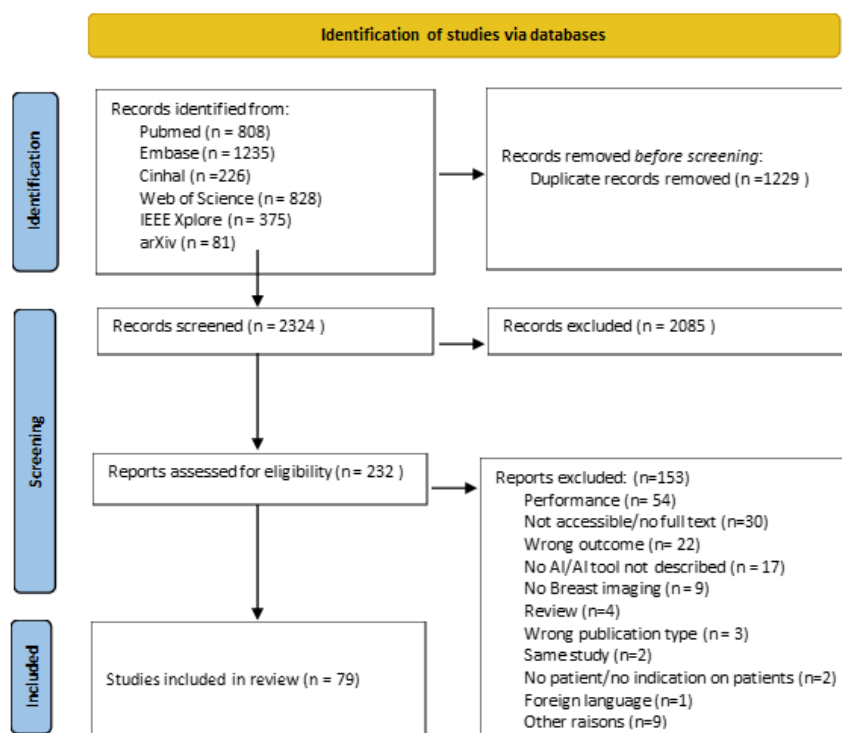 Identification of studies via databases
Identification
Records identified from:
Pubmed (n = 808)
Embase (n = 1235)
Cinhal (n =226)
Web of Science (n = 828)
IEEE Xplore (n = 375)
arXiv (n = 81)
Records removed before screening:
Duplicate records removed (n =1229 )
Screening
Records screened (n = 2324 )
Records excluded (n = 2085 )
Reports assessed for eligibility (n = 232 )
Reports excluded: (n=153)
Performance (n= 54)
Not accessible/no full text (n=30)
Wrong outcome (n= 22)
No AI/AI tool not described (n = 17)
No Breast imaging (n = 9)
Review (n=4)
Wrong publication type (n = 3)
Same study (n=2)
No patient/no indication on patients (n=2)
Foreign language (n=1)
Other raisons (n=9)
Included
Studies included in review (n = 79)